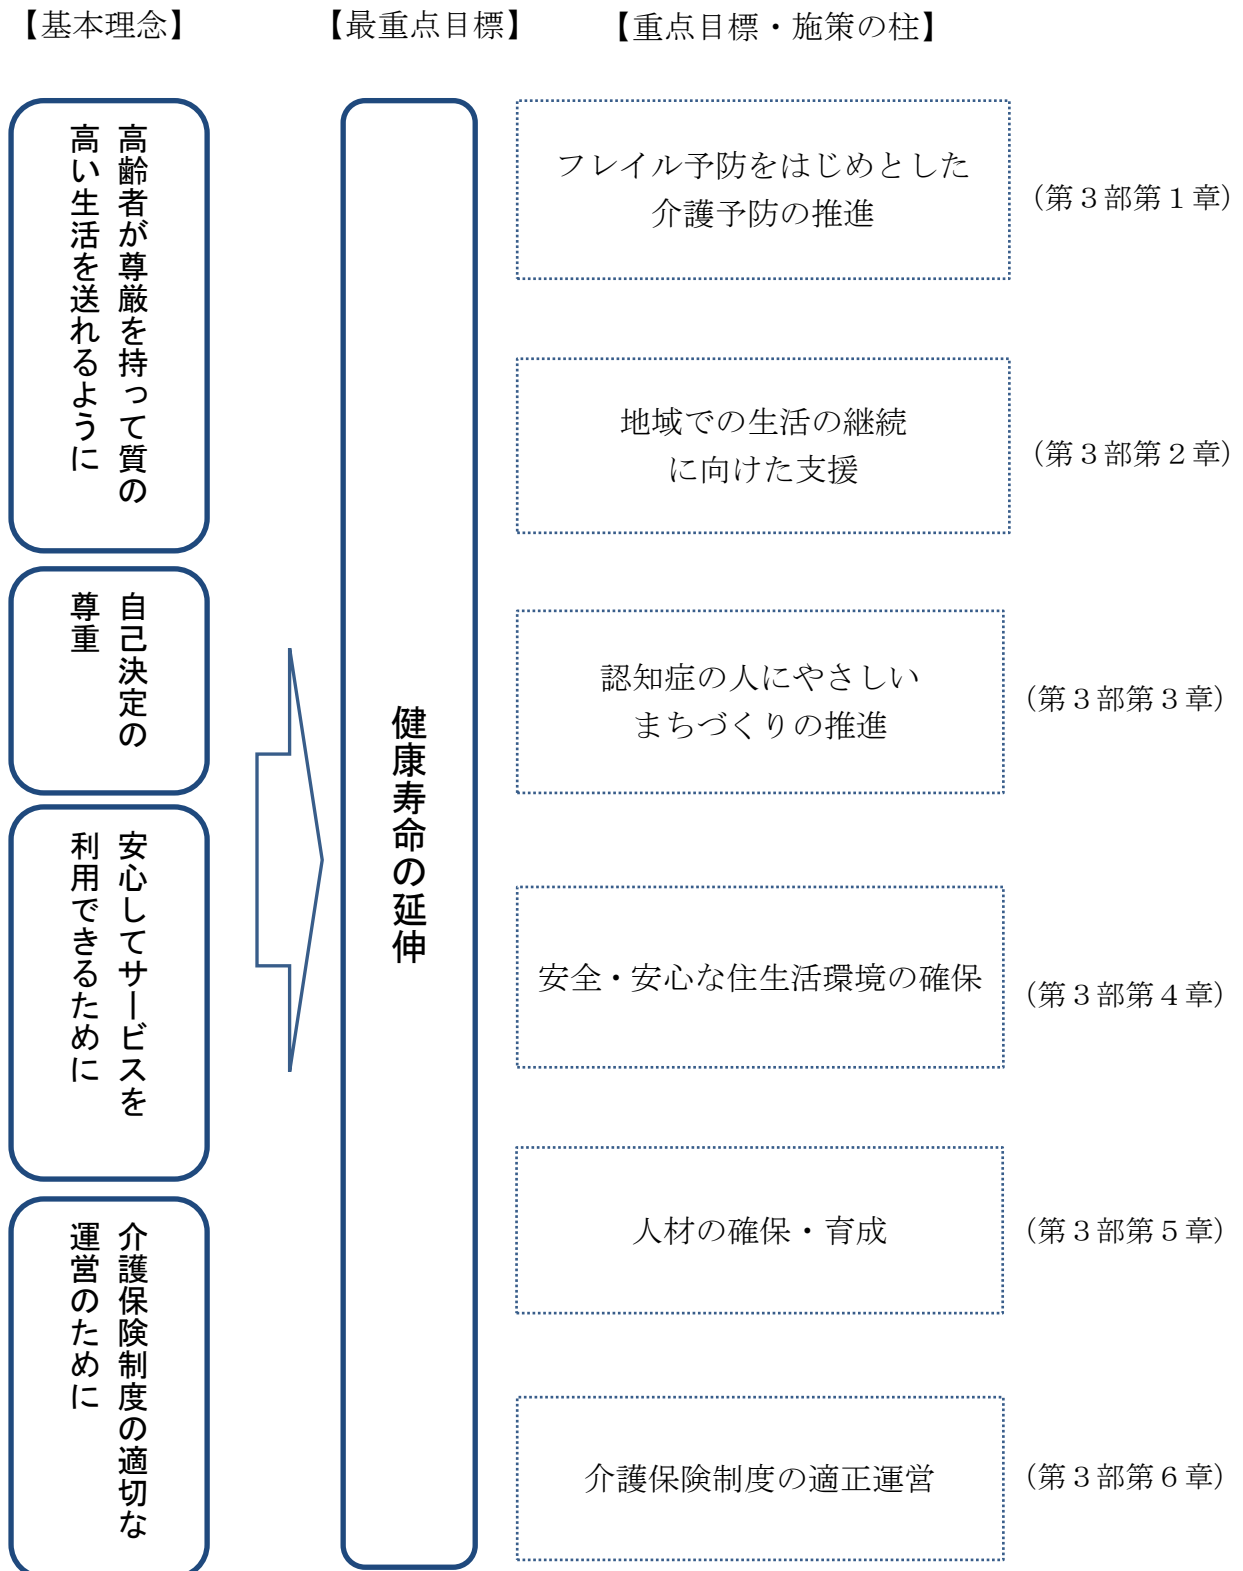 【基本理念】
【最重点目標】
【重点目標・施策の柱】
高齢者が尊厳を持って質の
高い生活を送れるように
自己決定の
尊重
安心してサービスを
利用できるために
介護保険制度の適切な
運営のために
健康寿命の延伸
フレイル予防をはじめとした
介護予防の推進
（第３部第１章）
地域での生活の継続
に向けた支援
（第３部第２章）
認知症の人にやさしい
まちづくりの推進
（第３部第３章）
安全・安心な住生活環境の確保
（第３部第４章）
人材の確保・育成
（第３部第５章）
介護保険制度の適正運営
（第３部第６章）